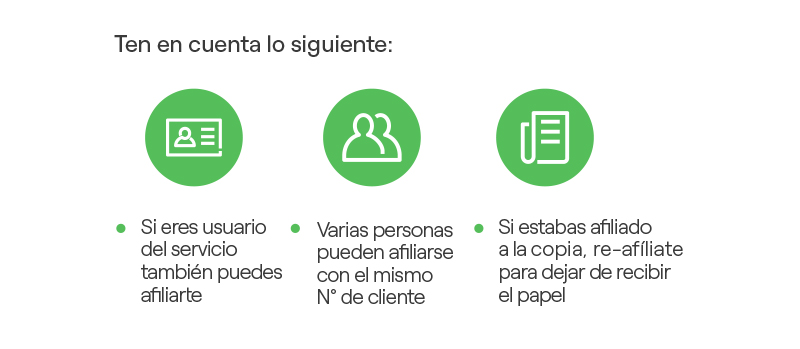 Ten en cuenta lo siguiente:
Si eres usuario
del servicio
también puedes
afiliarte
Varias personas
pueden afiliarse
con el mismo
N° de cliente
Si estabas afiliado
a la copia, re-afíliate
para dejar de recibir
el papel